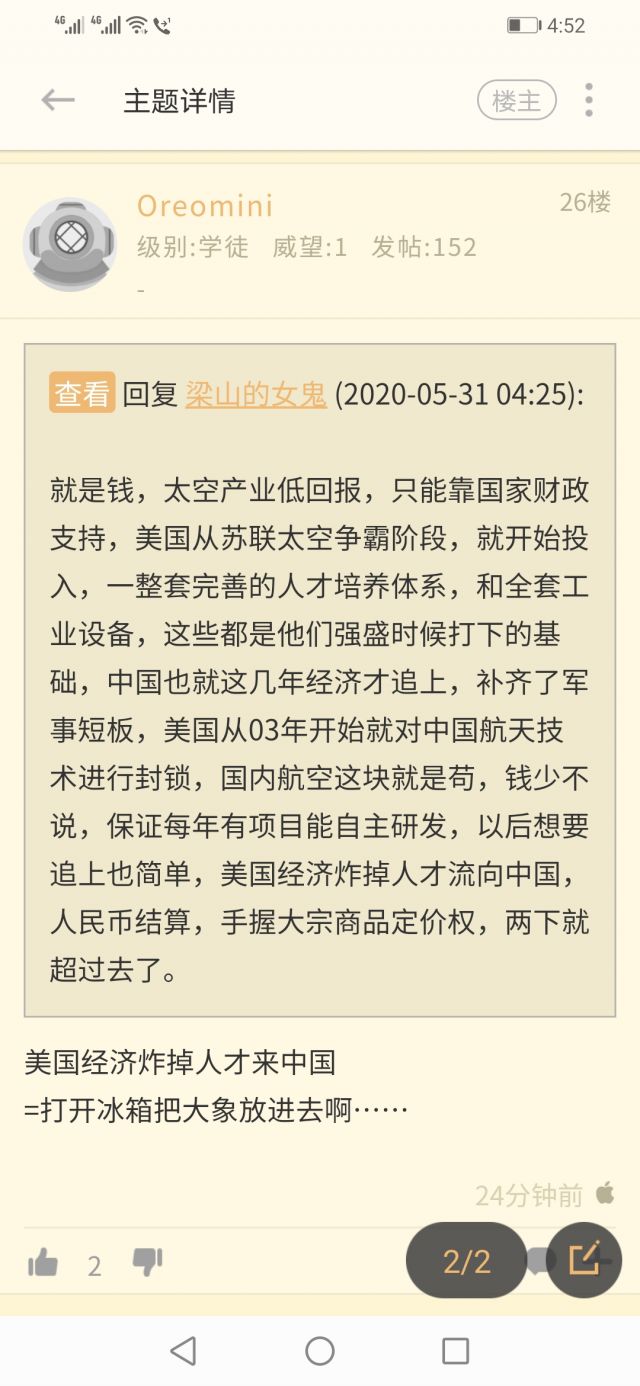 4G 4G 4:52
主题详情 楼主
Oreomini 26楼
级别:学徒 威望:1 发帖:152
-
查看 回复 梁山的女鬼 (2020-05-31 04:25):
就是钱，太空产业低回报，只能靠国家财政
支持，美国从苏联太空争霸阶段，就开始投
入，一整套完善的人才培养体系，和全套工
业设备，这些都是他们强盛时候打下的基
础，中国也就这几年经济才追上，补齐了军
事短板，美国从03年开始就对中国航天技
术进行封锁，国内航空这块就是苟，钱少不
说，保证每年有项目能自主研发，以后想要
追上也简单，美国经济炸掉人才流向中国，
人民币结算，手握大宗商品定价权，两下就
超过去了。
美国经济炸掉人才来中国
=打开冰箱把大象放进去啊……
24分钟前
2 2/2